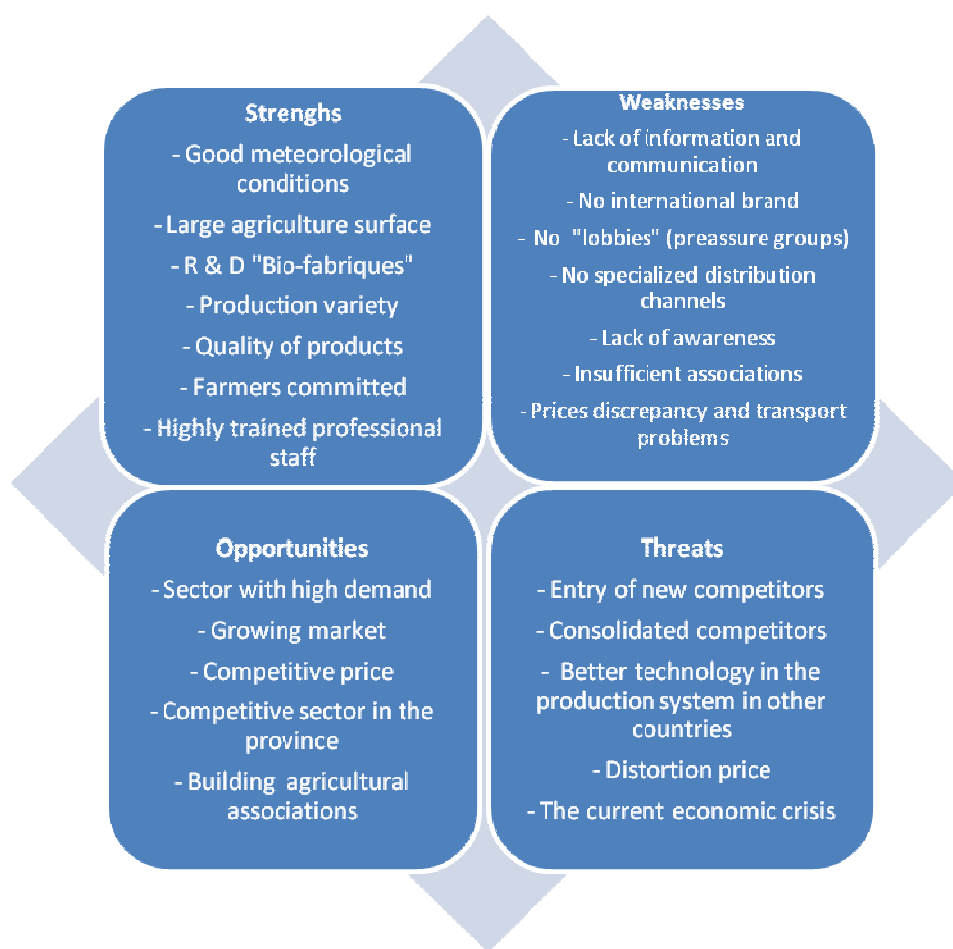 Strenghs
- Good meteorological
conditions
- Large agriculture surface
- R & D "Bio-fabriques"
- Production variety
- Quality of products
- Farmers committed
- Highly trained professional
staff
Weaknesses
- Lack of information and
communication
- No international brand
- No "lobbies" (preassure groups)
- No specialized distribution
channels
- Lack of awareness
- Insufficient associations
- Prices discrepancy and transport
problems
Opportunities
- Sector with high demand
- Growing market
- Competitive price
- Competitive sector in the
province
- Building agricultural
associations
Threats
- Entry of new competitors
- Consolidated competitors
- Better technology in the
production system in other
countries
- Distortion price
- The current economic crisis